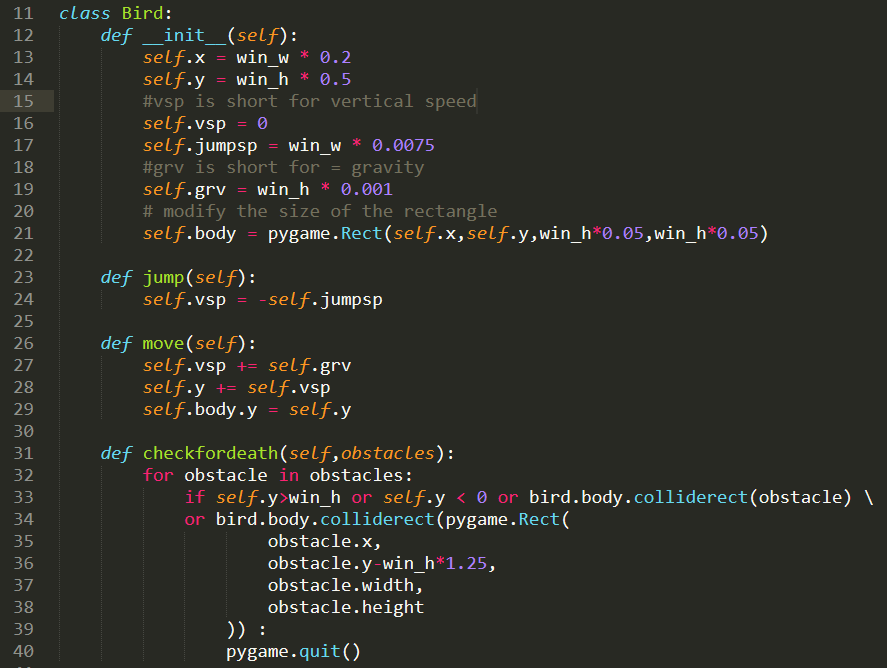 11 class Bird:
12     def __init__(self):
13         self.x = win_w * 0.2
14         self.y = win_h * 0.5
15         #vsp is short for vertical speed
16         self.vsp = 0
17         self.jumpsp = win_w * 0.0075
18         #grv is short for = gravity
19         self.grv = win_h * 0.001
20         # modify the size of the rectangle
21         self.body = pygame.Rect(self.x,self.y,win_h*0.05,win_h*0.05)
22
23     def jump(self):
24         self.vsp = -self.jumpsp
25
26     def move(self):
27         self.vsp += self.grv
28         self.y += self.vsp
29         self.body.y = self.y
30
31     def checkfordeath(self,obstacles):
32         for obstacle in obstacles:
33             if self.y>win_h or self.y < 0 or bird.body.colliderect(obstacle) \
34             or bird.body.colliderect(pygame.Rect(
35                     obstacle.x,
36                     obstacle.y-win_h*1.25,
37                     obstacle.width,
38                     obstacle.height
39                 )) :
40                 pygame.quit()